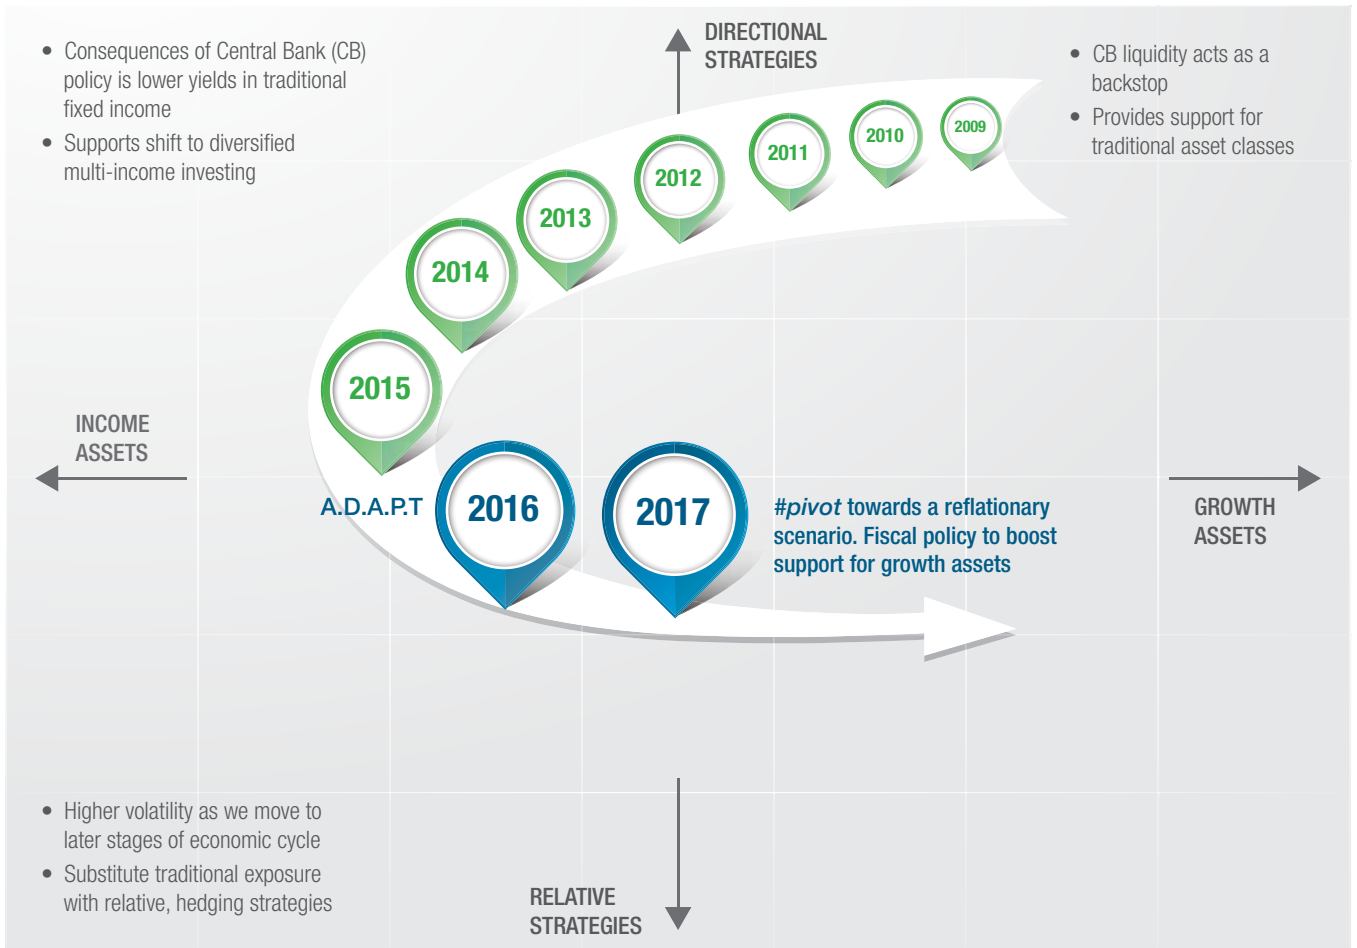 • Consequences of Central Bank (CB)
policy is lower yields in traditional
fixed income
• Supports shift to diversified
multi-income investing
DIRECTIONAL
STRATEGIES
• CB liquidity acts as a
backstop
• Provides support for
traditional asset classes
2009
2010
2011
2012
2013
2014
2015
INCOME
ASSETS
A.D.A.P.T
2016
2017
#pivot towards a reflationary
scenario. Fiscal policy to boost
support for growth assets
GROWTH
ASSETS
• Higher volatility as we move to
later stages of economic cycle
• Substitute traditional exposure
with relative, hedging strategies
RELATIVE
STRATEGIES